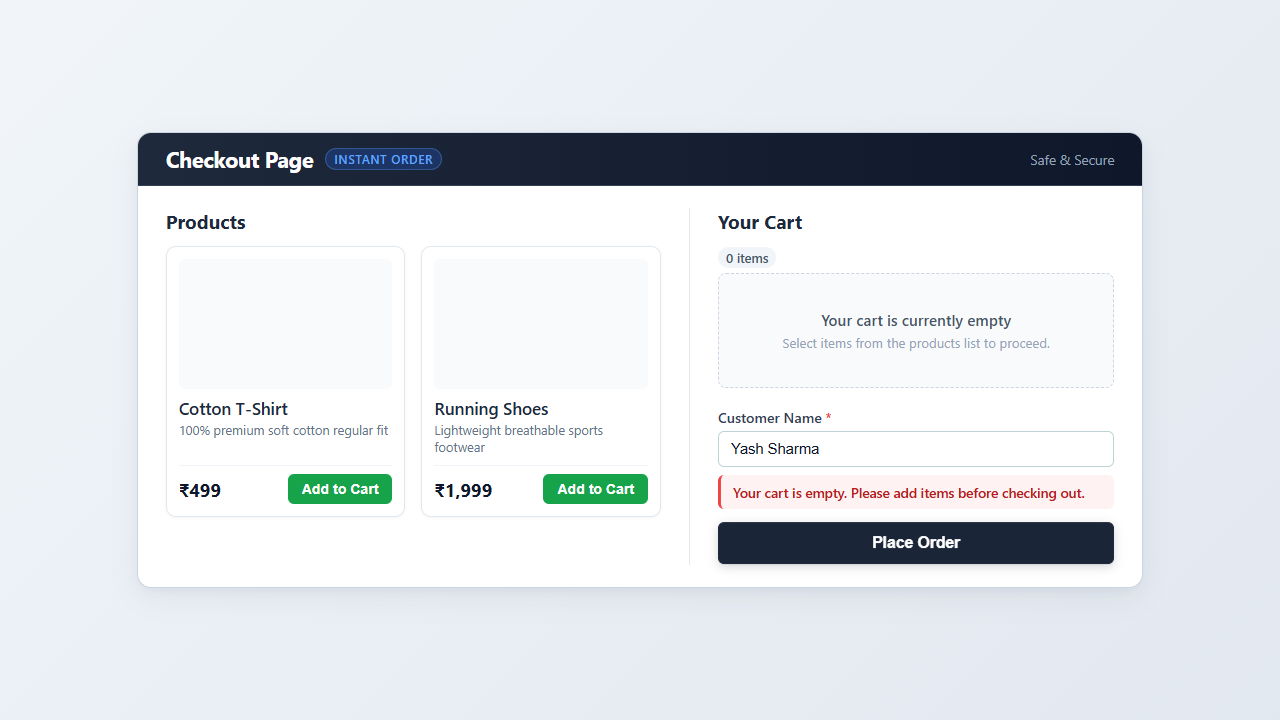 Checkout Page
INSTANT ORDER
Safe & Secure
Products
Cotton T-Shirt
100% premium soft cotton regular fit
₹499
Add to Cart
Running Shoes
Lightweight breathable sports
footwear
₹1,999
Add to Cart
Your Cart
0 items
Your cart is currently empty
Select items from the products list to proceed.
Customer Name *
Yash Sharma
Your cart is empty. Please add items before checking out.
Place Order